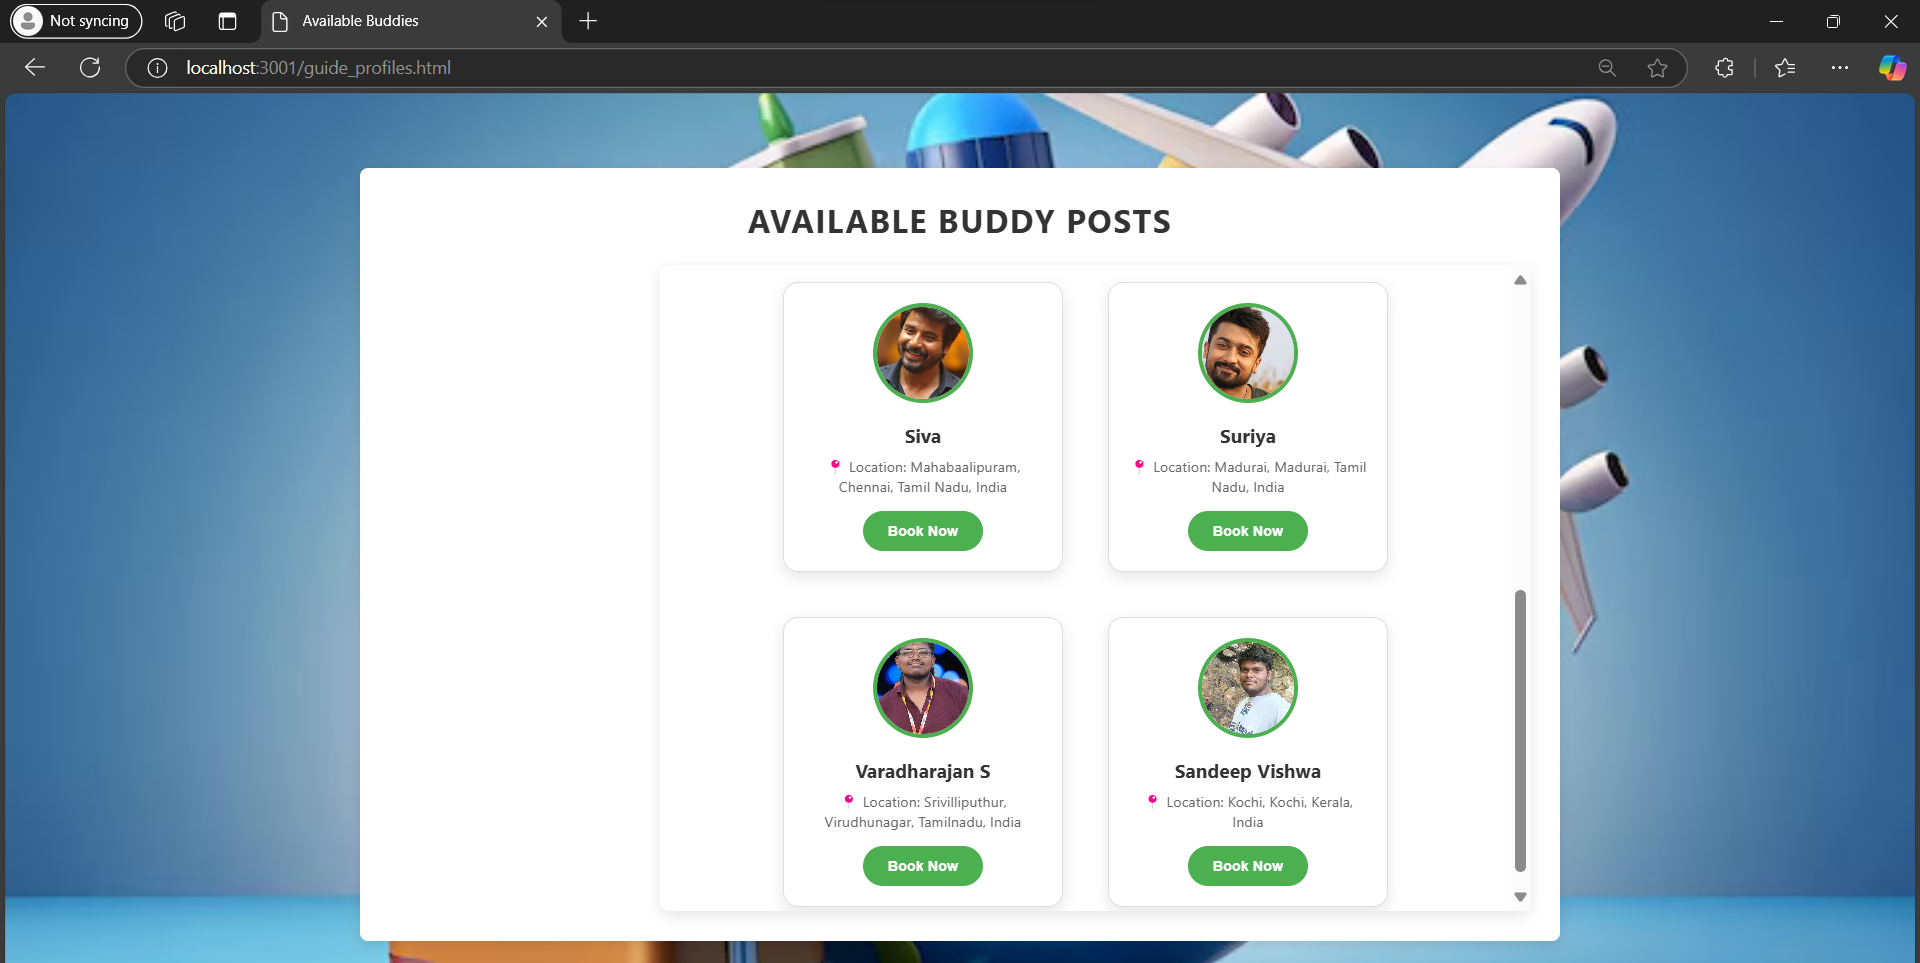 Not syncing
Available Buddies
localhost:3001/guide_profiles.html
AVAILABLE BUDDY POSTS
Siva
Location: Mahabaalipuram,
Chennai, Tamil Nadu, India
Book Now
Suriya
Location: Madurai, Madurai, Tamil
Nadu, India
Book Now
Varadharajan S
Location: Srivilliputhur,
Virudhunagar, Tamilnadu, India
Book Now
Sandeep Vishwa
Location: Kochi, Kochi, Kerala,
India
Book Now